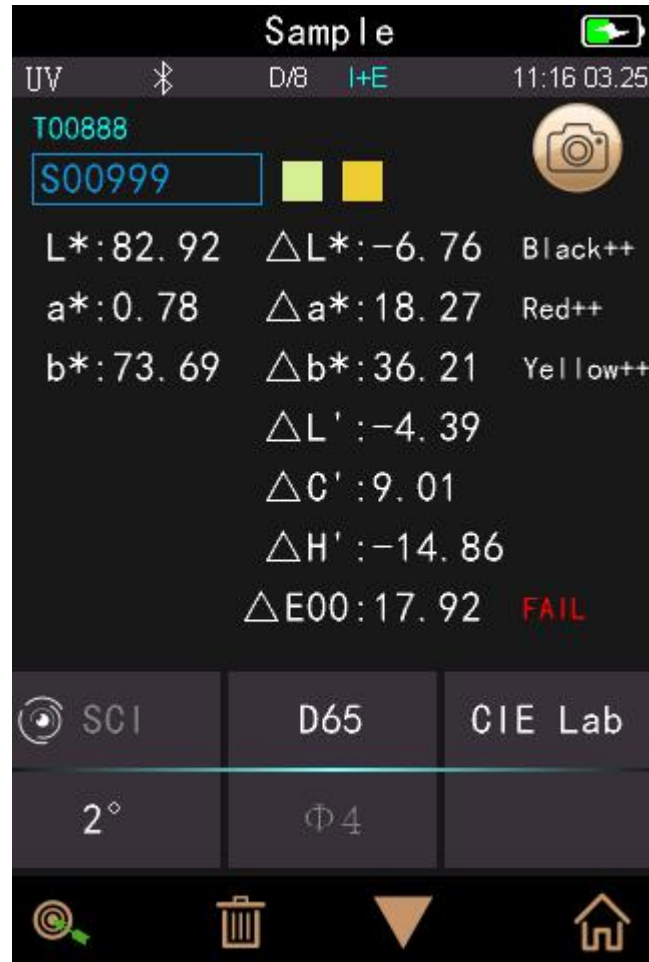 Sample
UV D/8 I+E 11:16 03.25
T00888
S00999
L*:82.92 △L*:-6.76 Black++
a*:0.78 △a*:18.27 Red++
b*:73.69 △b*:36.21 Yellow++
△L':-4.39
△C':9.01
△H':-14.86
△E00:17.92 FAIL
SCI D65 CIE Lab
2° Φ4